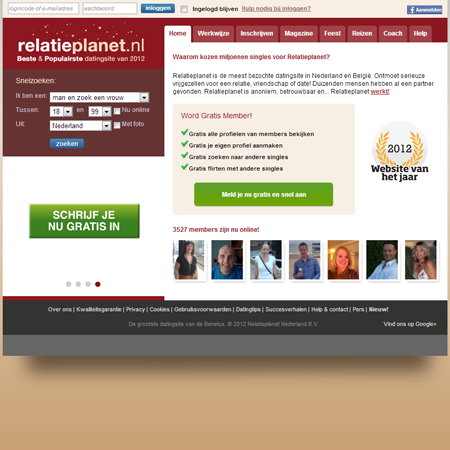 logincode of e-mailadres wachtwoord inloggen Ingelogd blijven Hulp nodig bij inloggen? Aanmelden
relatieplanet.nl
Beste & Populairste datingsite van 2012
Home Werkwijze Inschrijven Magazine Feest Reizen Coach Help
Snelzoeken:
Ik ben een: man en zoek een vrouw
Tussen: 18 en 99 Nu online
Uit: Nederland Met foto
zoeken
SCHRIJF JE
NU GRATIS IN
Waarom kozen miljoenen singles voor Relatieplanet?
Relatieplanet is de meest bezochte datingsite in Nederland en België. Ontmoet serieuze
vrijgezellen voor een relatie, vriendschap of date! Duizenden mensen hebben al een partner
gevonden. Relatieplanet is anoniem, betrouwbaar en... Relatieplanet werkt!
Word Gratis Member!
Gratis alle profielen van members bekijken
Gratis je eigen profiel aanmaken
Gratis zoeken naar andere singles
Gratis flirten met andere singles
Meld je nu gratis en snel aan
2012
Website van
het jaar
3527 members zijn nu online!
Over ons | Kwaliteitsgarantie | Privacy | Cookies | Gebruiksvoorwaarden | Datingtips | Succesverhalen | Help & contact | Pers | Nieuw!
De grootste datingsite van de Benelux. © 2012 Relatieplanet Nederland B.V.
Vind ons op Google+